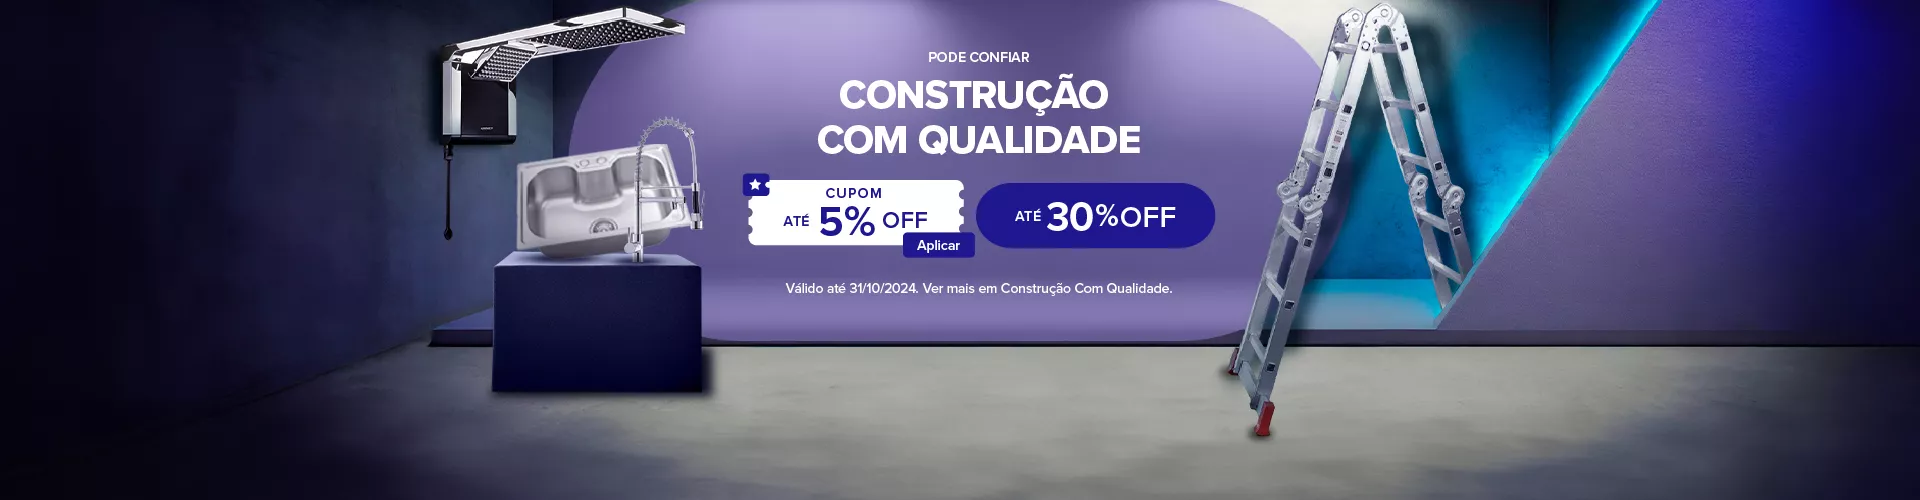 PODE CONFIAR
CONSTRUÇÃO
COM QUALIDADE
CUPOM
ATÉ 5% OFF
Aplicar
ATÉ 30%OFF
Válido até 31/10/2024. Ver mais em Construção Com Qualidade.